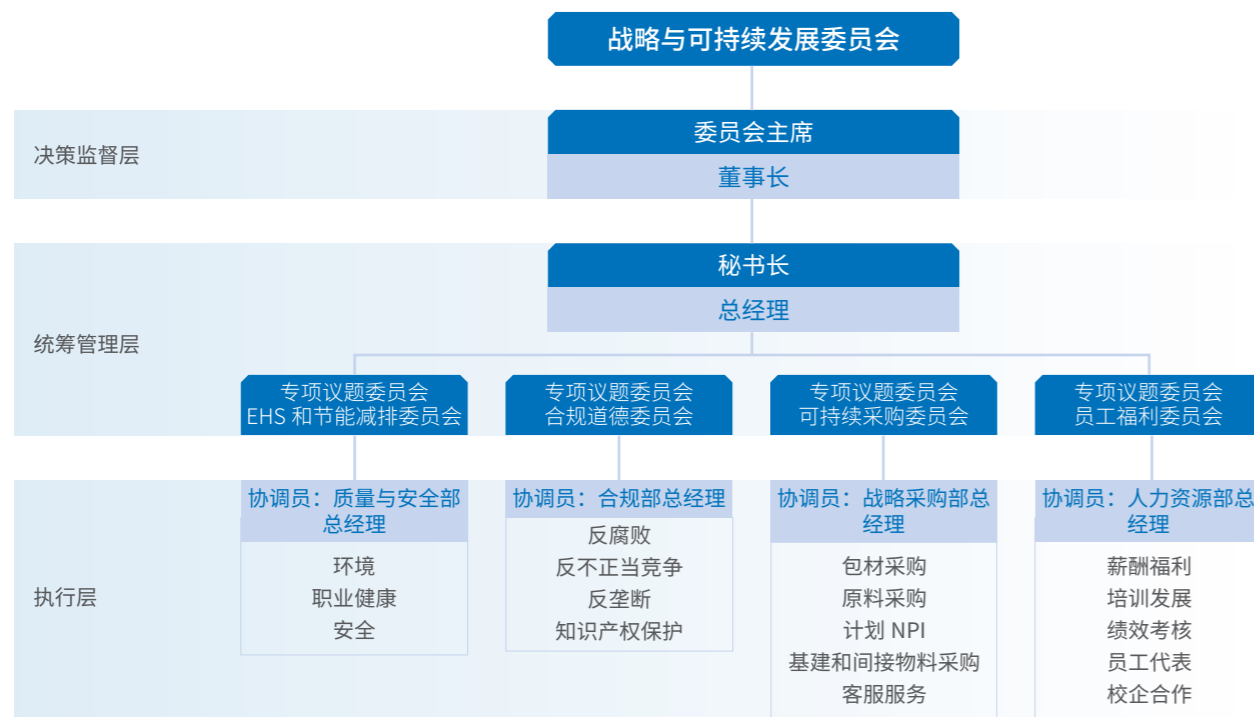 战略与可持续发展委员会
决策监督层
委员会主席
董事长
统筹管理层
秘书长
总经理
专项议题委员会
EHS 和节能减排委员会
专项议题委员会
合规道德委员会
专项议题委员会
可持续采购委员会
专项议题委员会
员工福利委员会
执行层
协调员：质量与安全部
总经理
环境
职业健康
安全
协调员：合规部总经理
反腐败
反不正当竞争
反垄断
知识产权保护
协调员：战略采购部总
经理
包材采购
原料采购
计划 NPI
基建和间接物料采购
客服服务
协调员：人力资源部总
经理
薪酬福利
培训发展
绩效考核
员工代表
校企合作